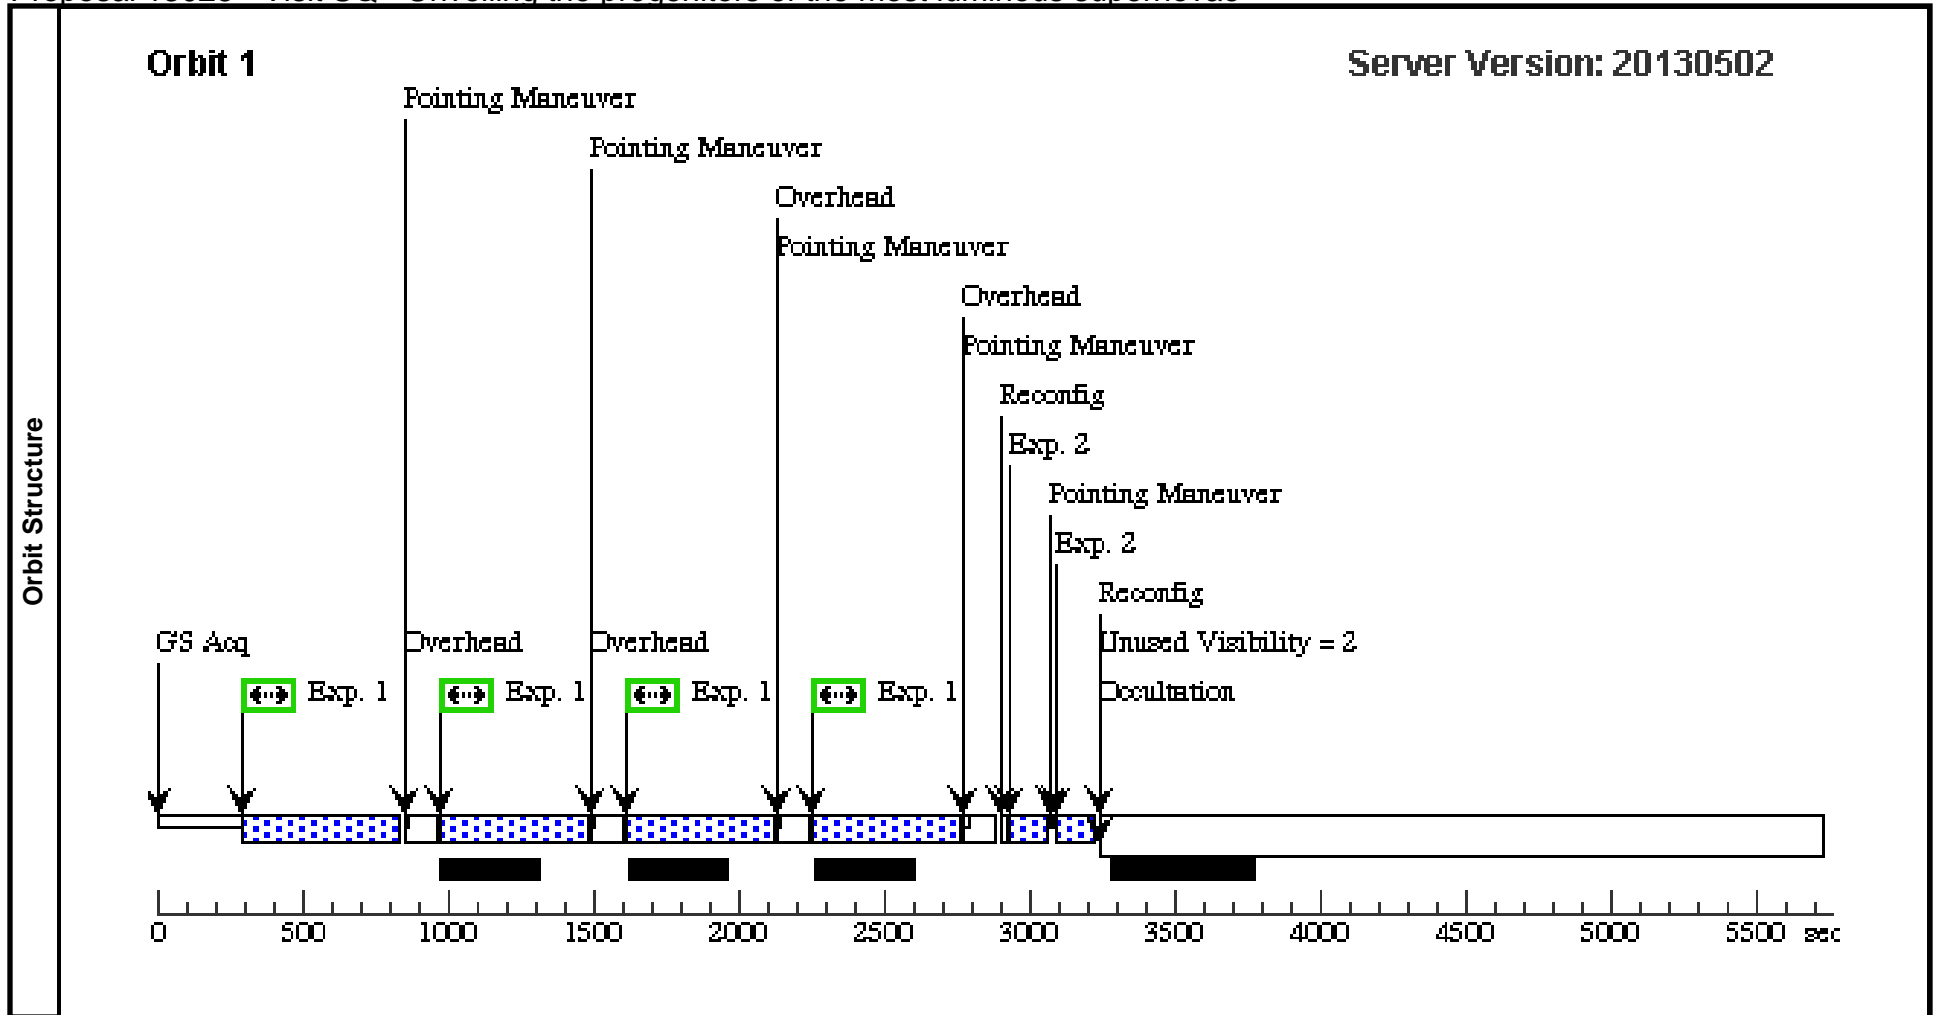 Orbit 1
Server Version: 20130502
Pointing Maneuver
Pointing Maneuver
Overhead
Pointing Maneuver
Overhead
Pointing Maneuver
Reconfig
Exp. 2
Pointing Maneuver
Exp. 2
Reconfig
GS Acq Overhead Overhead Unused Visibility = 2
Exp. 1 Exp. 1 Exp. 1 Exp. 1 Occultation
0 500 1000 1500 2000 2500 3000 3500 4000 4500 5000 5500 sec
Orbit Structure